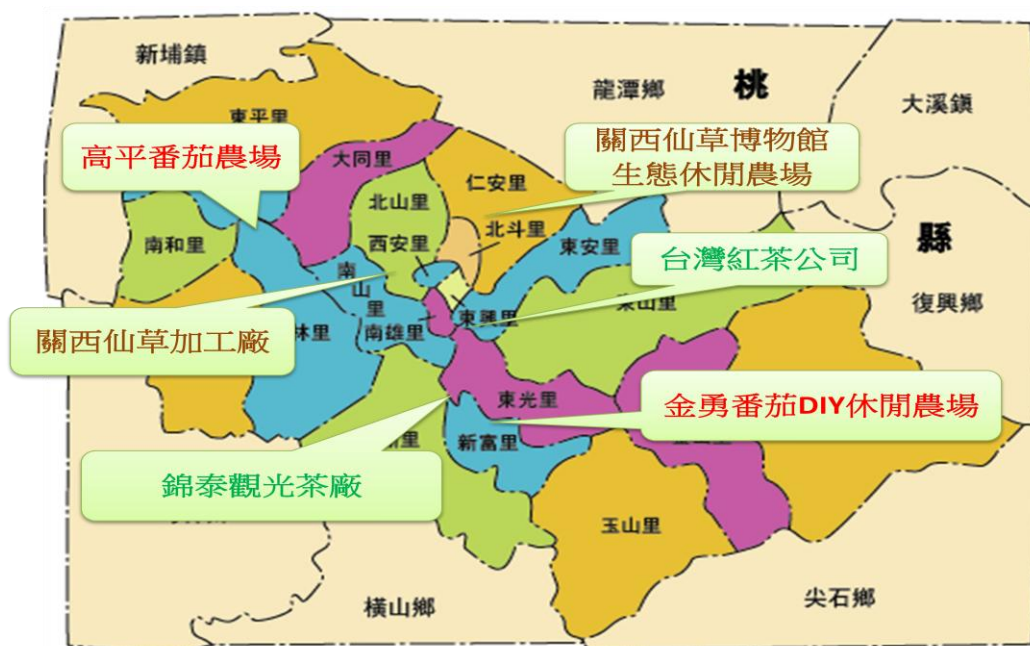 新埔鎮
龍潭鄉
桃
大溪鎮
東平里
高平番茄農場
大同里
關西仙草博物館
生態休閒農場
仁安里
北山里
北斗里
南和里
西安里
東安里
縣
台灣紅茶公司
南山里
復興鄉
東山里
東興里
關西仙草加工廠
林里
南雄里
東光里
金勇番茄DIY休閒農場
里
新富里
錦泰觀光茶廠
玉山里
橫山鄉
尖石鄉